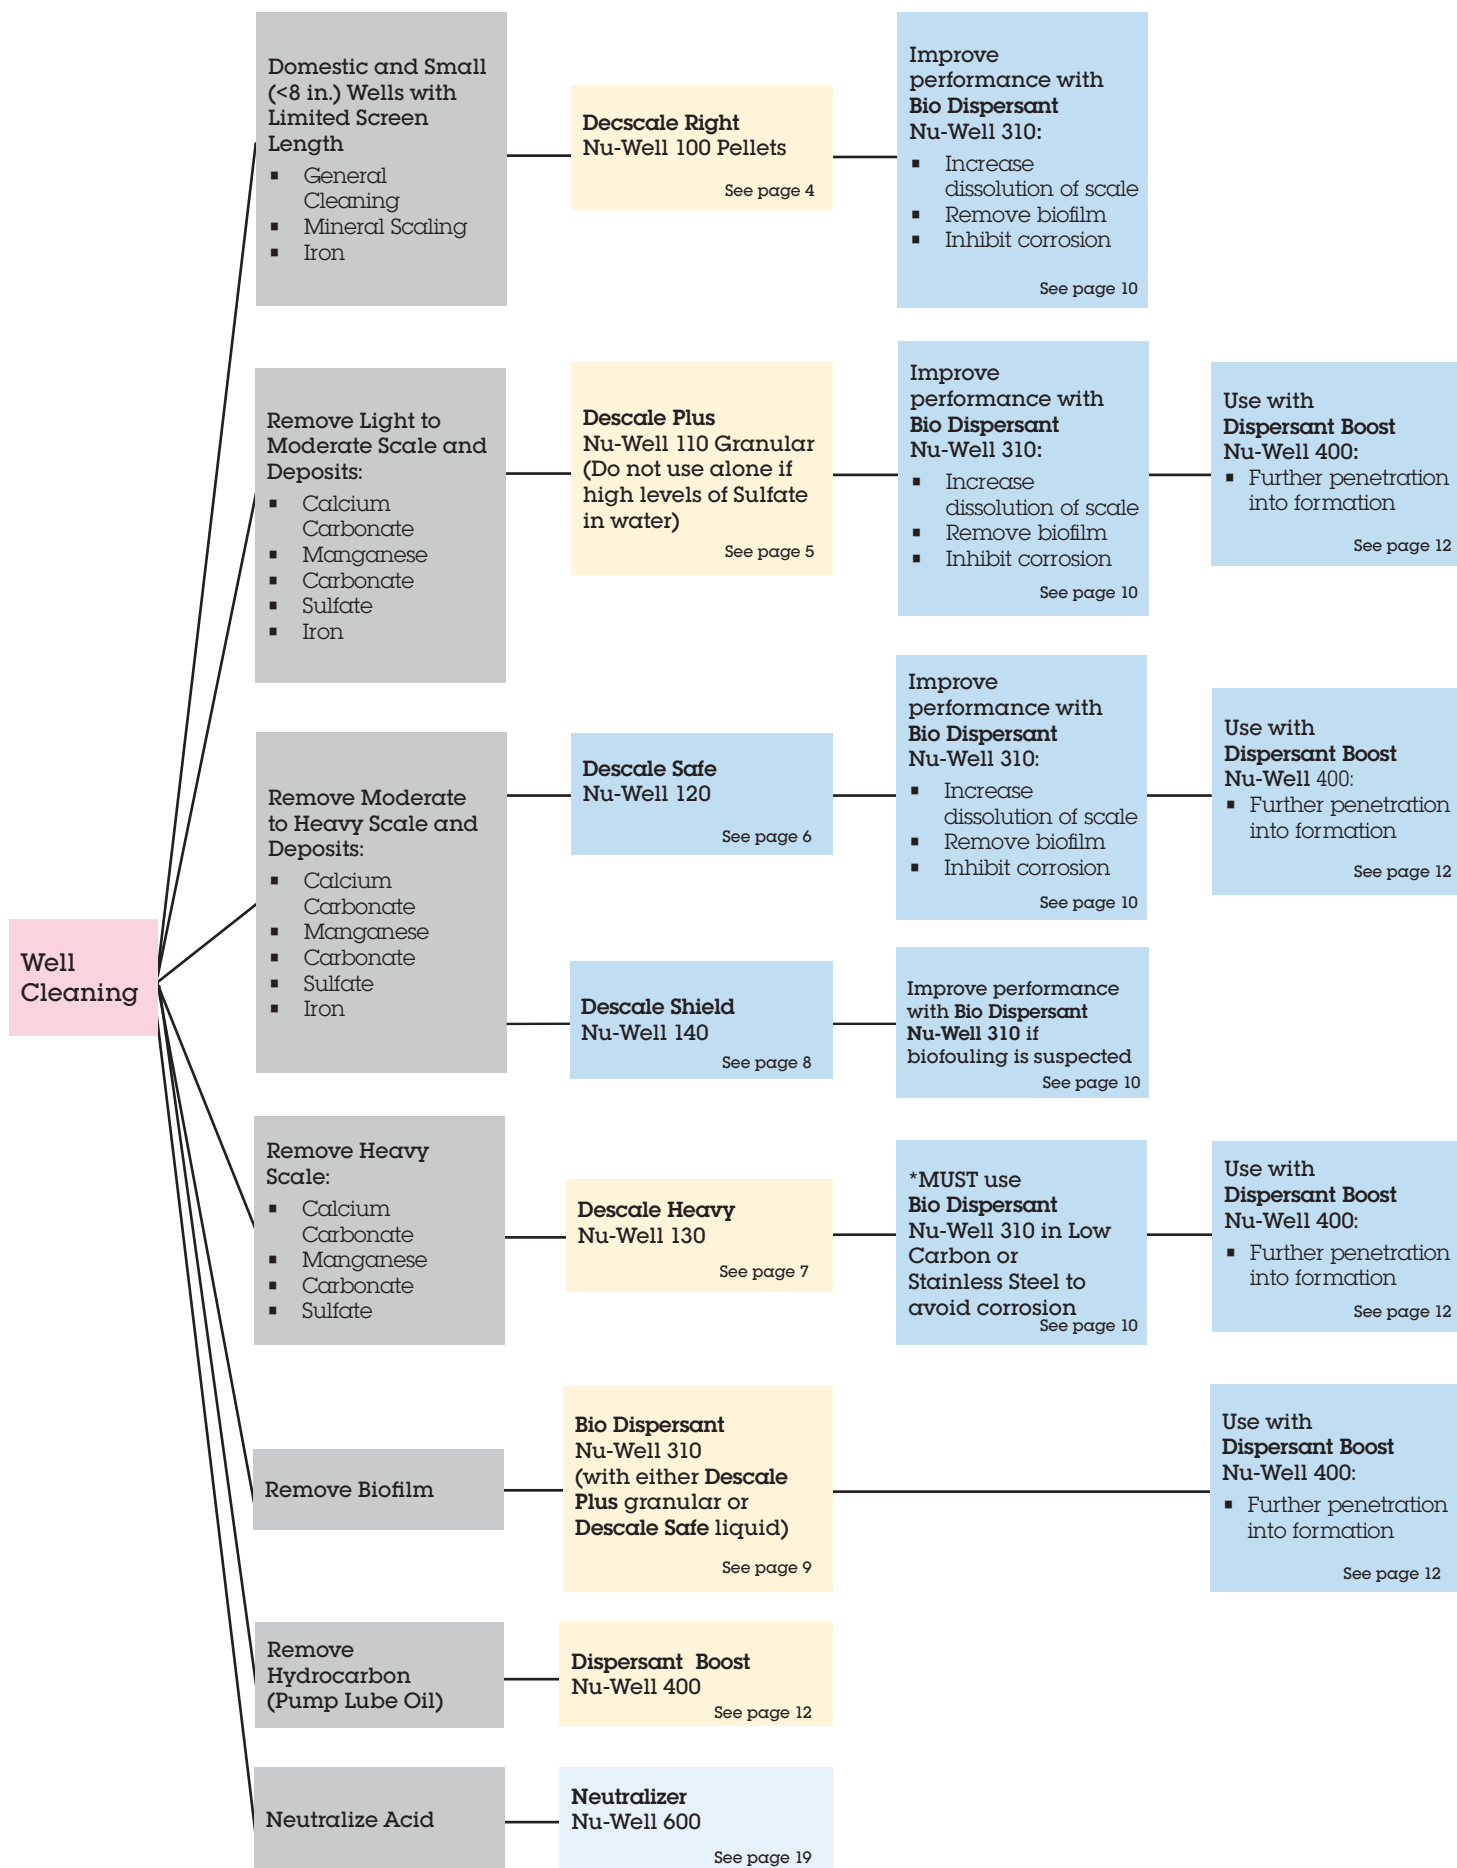 Well
Cleaning
Domestic and Small
(<8 in.) Wells with
Limited Screen
Length
▪ General
Cleaning
▪ Mineral Scaling
▪ Iron
Decscale Right
Nu-Well 100 Pellets
See page 4
Improve
performance with
Bio Dispersant
Nu-Well 310:
▪ Increase
dissolution of scale
▪ Remove biofilm
▪ Inhibit corrosion
See page 10
Remove Light to
Moderate Scale and
Deposits:
▪ Calcium
Carbonate
▪ Manganese
▪ Carbonate
▪ Sulfate
▪ Iron
Descale Plus
Nu-Well 110 Granular
(Do not use alone if
high levels of Sulfate
in water)
See page 5
Improve
performance with
Bio Dispersant
Nu-Well 310:
▪ Increase
dissolution of scale
▪ Remove biofilm
▪ Inhibit corrosion
See page 10
Use with
Dispersant Boost
Nu-Well 400:
▪ Further penetration
into formation
See page 12
Remove Moderate
to Heavy Scale and
Deposits:
▪ Calcium
Carbonate
▪ Manganese
▪ Carbonate
▪ Sulfate
▪ Iron
Descale Safe
Nu-Well 120
See page 6
Improve
performance with
Bio Dispersant
Nu-Well 310:
▪ Increase
dissolution of scale
▪ Remove biofilm
▪ Inhibit corrosion
See page 10
Use with
Dispersant Boost
Nu-Well 400:
▪ Further penetration
into formation
See page 12
Descale Shield
Nu-Well 140
See page 8
Improve performance
with Bio Dispersant
Nu-Well 310 if
biofouling is suspected
See page 10
Remove Heavy
Scale:
▪ Calcium
Carbonate
▪ Manganese
▪ Carbonate
▪ Sulfate
Descale Heavy
Nu-Well 130
See page 7
*MUST use
Bio Dispersant
Nu-Well 310 in Low
Carbon or
Stainless Steel to
avoid corrosion
See page 10
Use with
Dispersant Boost
Nu-Well 400:
▪ Further penetration
into formation
See page 12
Remove Biofilm
Bio Dispersant
Nu-Well 310
(with either Descale
Plus granular or
Descale Safe liquid)
See page 9
Use with
Dispersant Boost
Nu-Well 400:
▪ Further penetration
into formation
See page 12
Remove
Hydrocarbon
(Pump Lube Oil)
Dispersant Boost
Nu-Well 400
See page 12
Neutralize Acid
Neutralizer
Nu-Well 600
See page 19